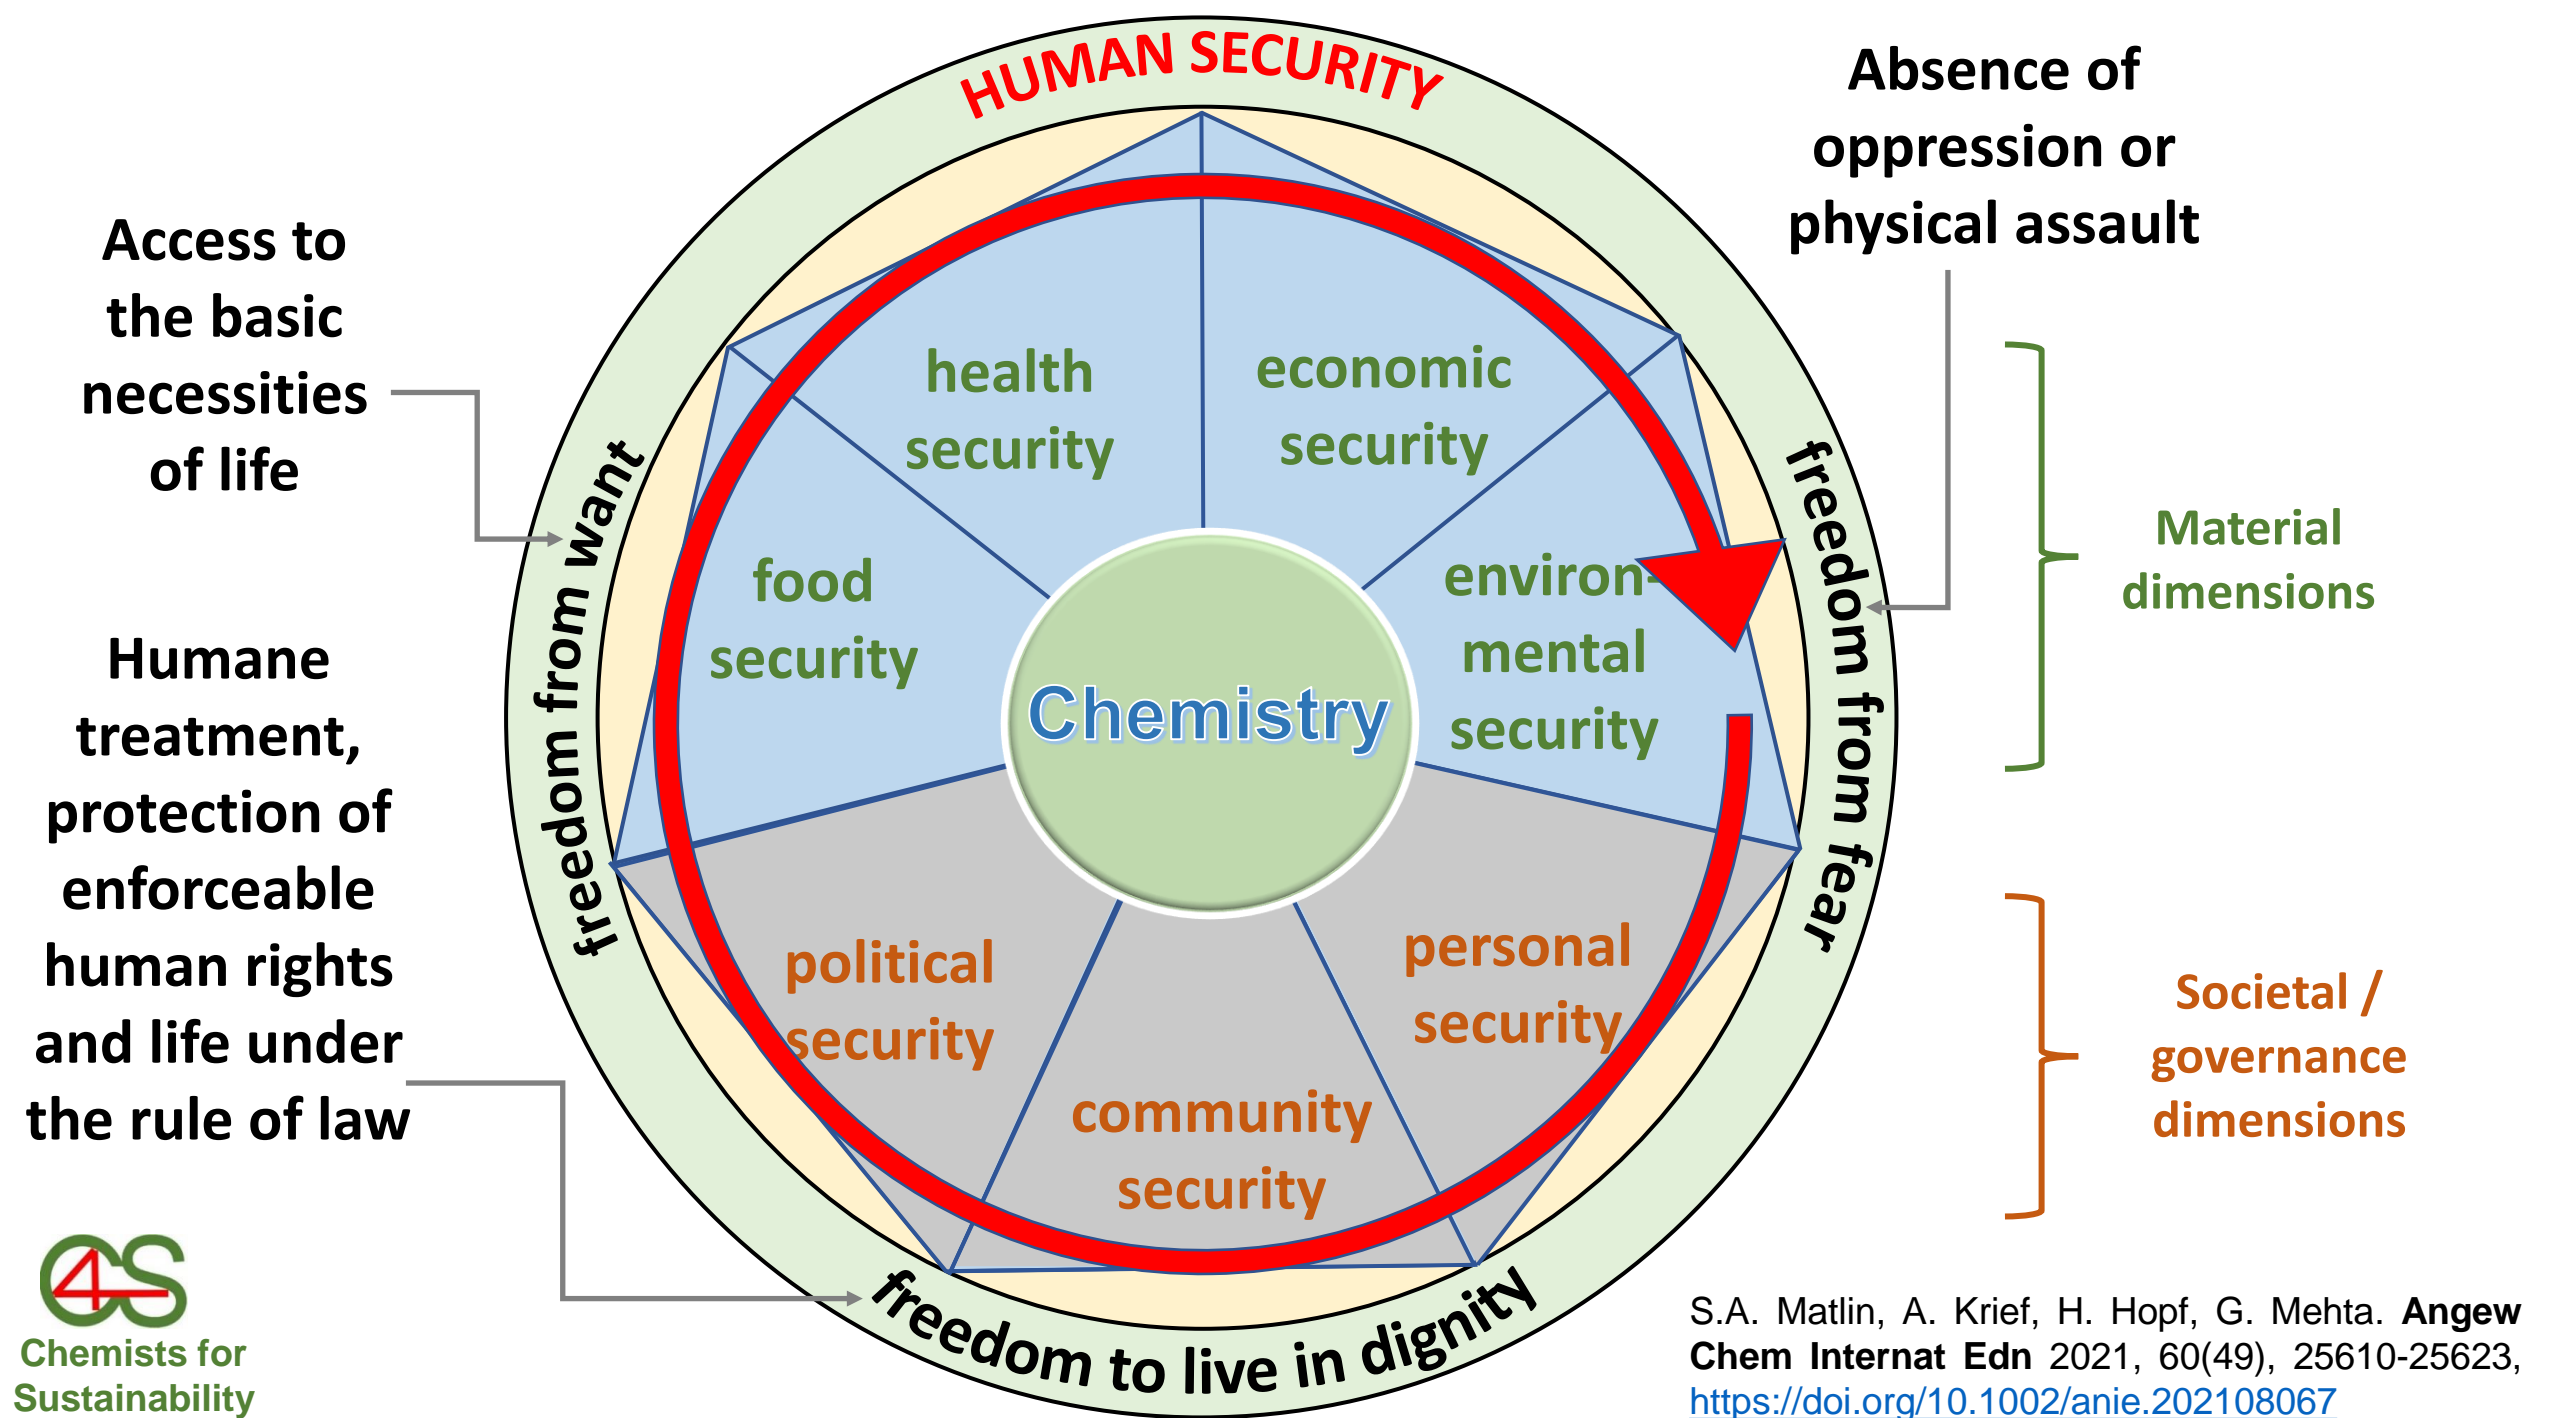 HUMAN SECURITY
Absence of
oppression or
physical assault
Access to
the basic
necessities
of life
Humane
treatment,
protection of
enforceable
human rights
and life under
the rule of law
freedom from want
freedom from fear
freedom to live in dignity
health
security
economic
security
food
security
environ-
mental
security
Chemistry
political
security
community
security
personal
security
Material
dimensions
Societal /
governance
dimensions
C4S
Chemists for
Sustainability
S.A. Matlin, A. Krief, H. Hopf, G. Mehta. Angew
Chem Internat Edn 2021, 60(49), 25610-25623,
https://doi.org/10.1002/anie.202108067